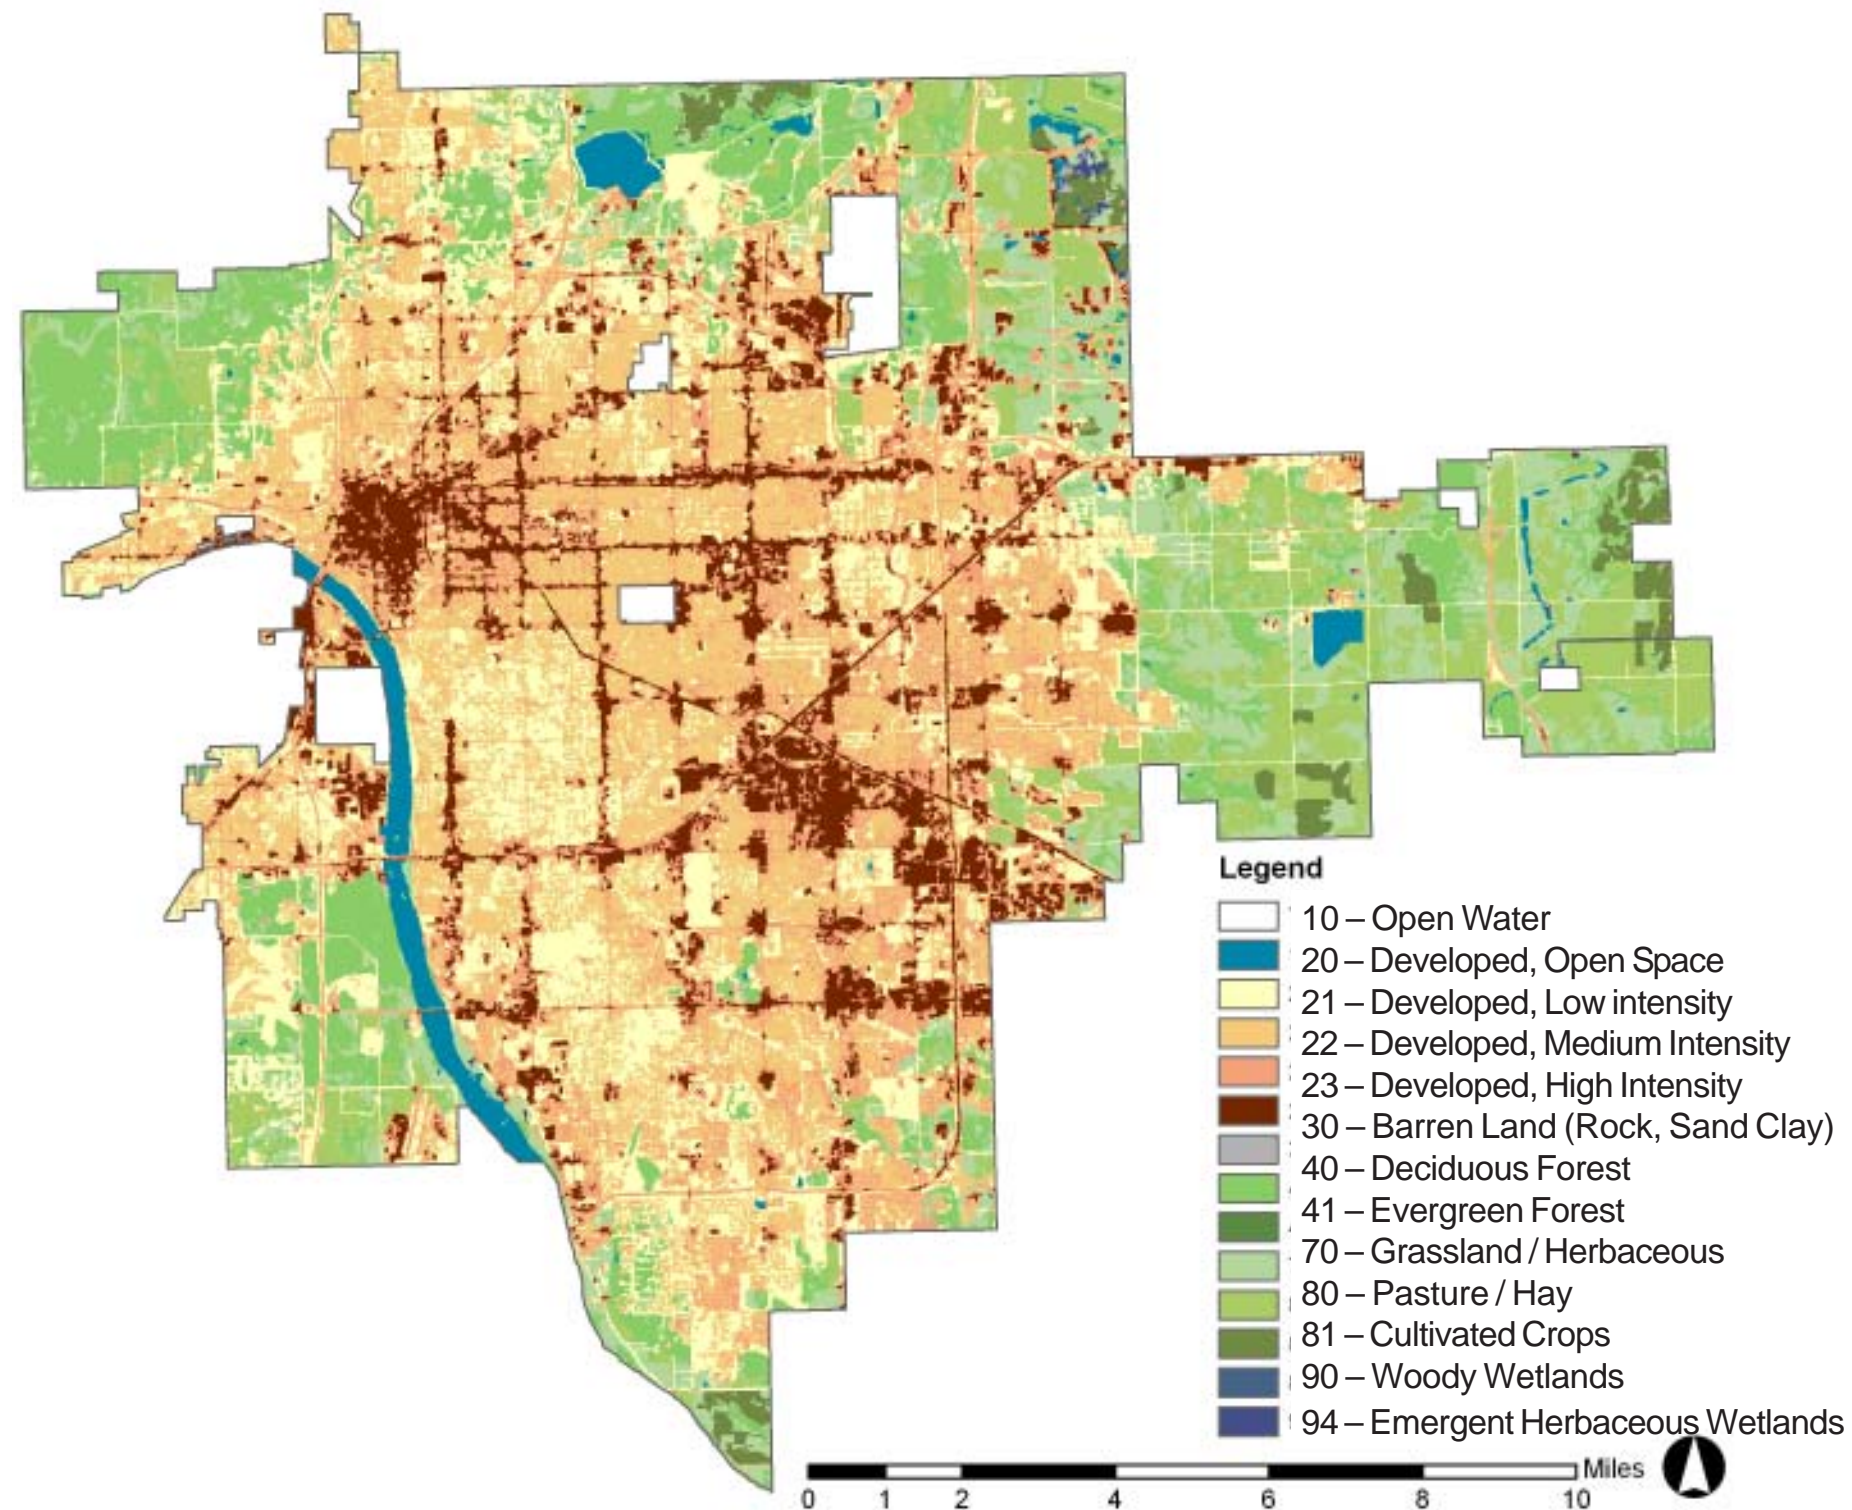 Legend
10 – Open Water
20 – Developed, Open Space
21 – Developed, Low intensity
22 – Developed, Medium Intensity
23 – Developed, High Intensity
30 – Barren Land (Rock, Sand Clay)
40 – Deciduous Forest
41 – Evergreen Forest
70 – Grassland / Herbaceous
80 – Pasture / Hay
81 – Cultivated Crops
90 – Woody Wetlands
94 – Emergent Herbaceous Wetlands
Miles
0 1 2 4 6 8 10